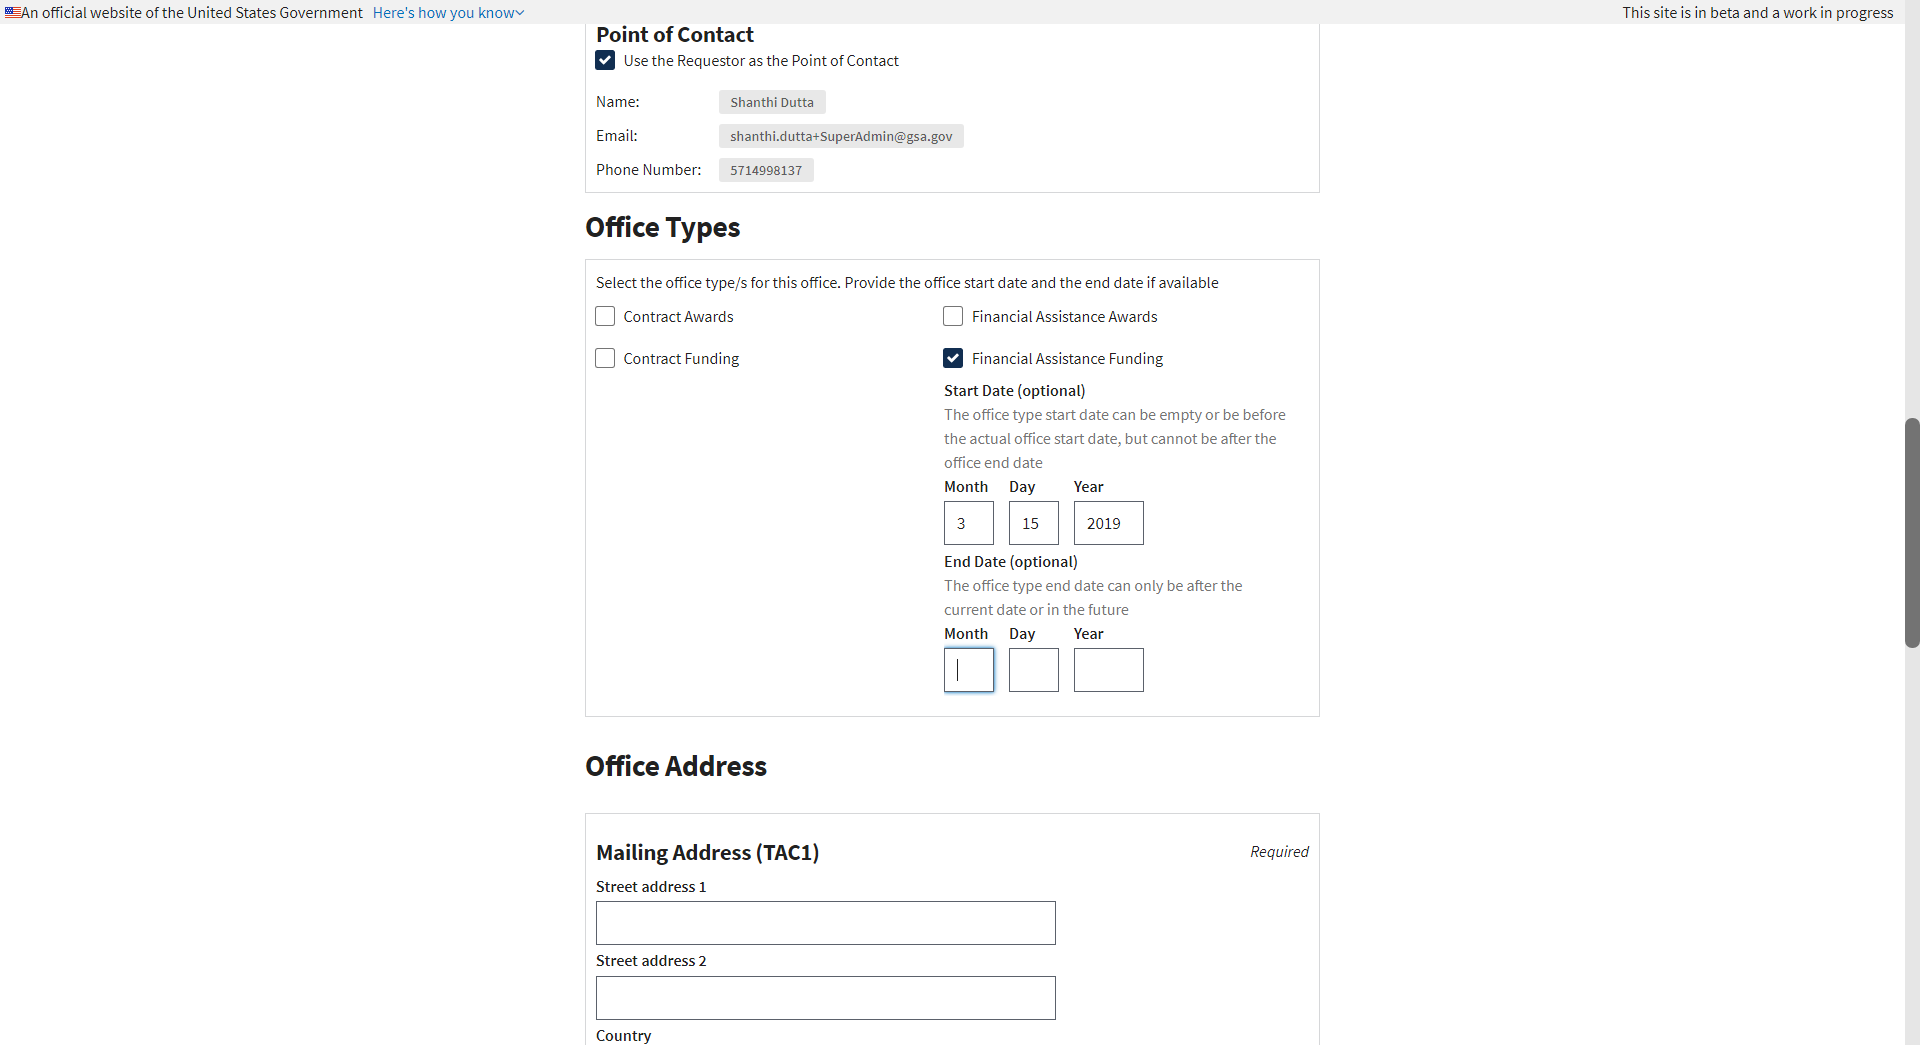 An official website of the United States Government Here's how you know
This site is in beta and a work in progress
Point of Contact
Use the Requestor as the Point of Contact
Name: Shanthi Dutta
Email: shanthi.dutta+SuperAdmin@gsa.gov
Phone Number: 5714998137
Office Types
Select the office type/s for this office. Provide the office start date and the end date if available
Contract Awards
Financial Assistance Awards
Contract Funding
Financial Assistance Funding
Start Date (optional)
The office type start date can be empty or be before
the actual office start date, but cannot be after the
office end date
Month Day Year
3 15 2019
End Date (optional)
The office type end date can only be after the
current date or in the future
Month Day Year
Office Address
Mailing Address (TAC1)
Required
Street address 1
Street address 2
Country